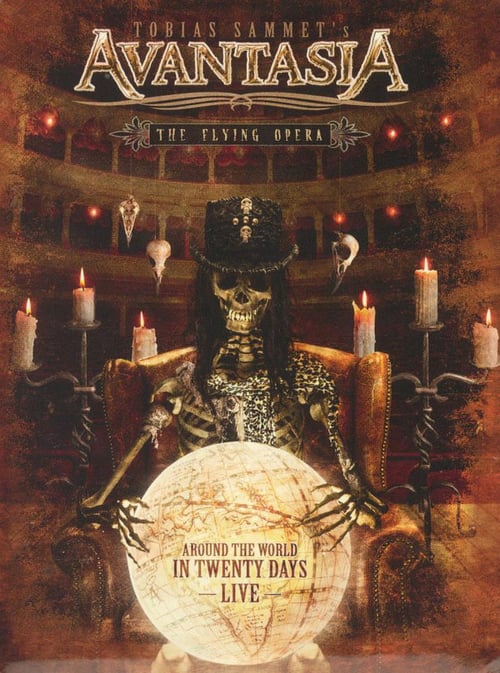 TOBIAS SAMMET's
AVANTASIA
THE FLYING OPERA
AROUND THE WORLD
IN TWENTY DAYS
— LIVE —